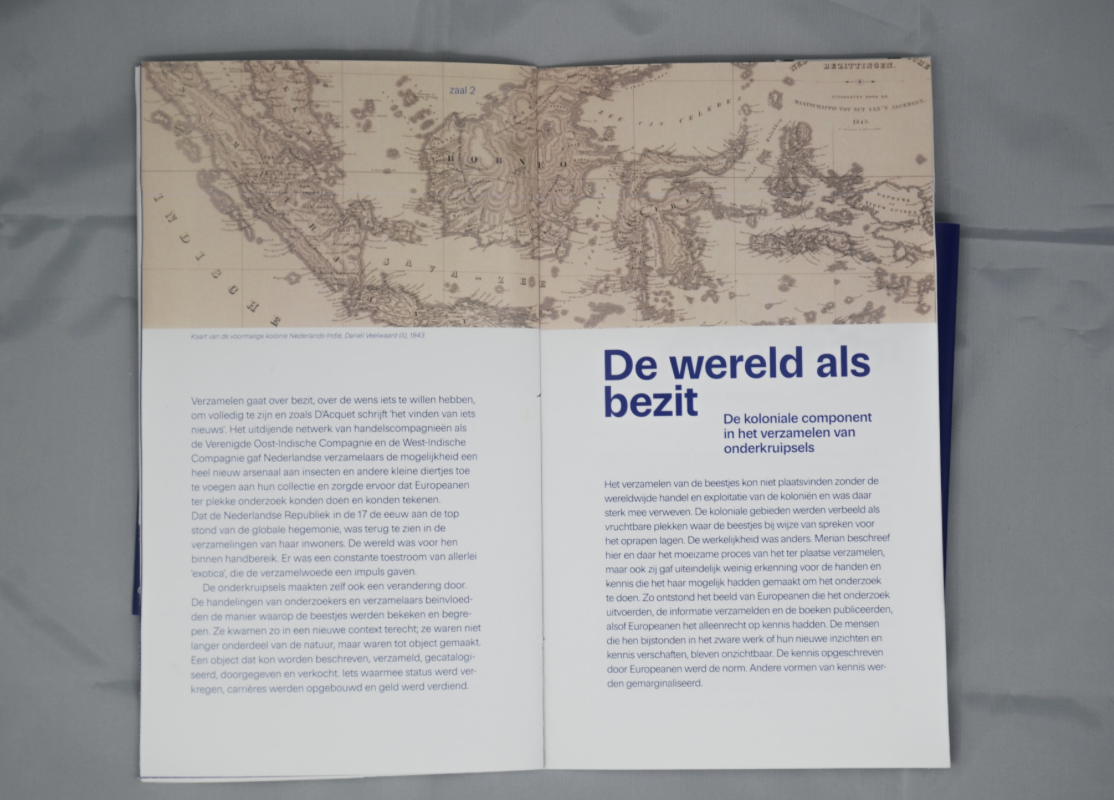 zaal 2
BEZITTINGEN.
1843.
ZEE VAN CELEBES
BORNEO
JAVA-ZEE
INDISCHE
Kaart van de voormalige kolonie Nederlands-Indië, Daniël Veelwaard (II), 1843
Verzamelen gaat over bezit, over de wens iets te willen hebben,
om volledig te zijn en zoals D'Acquet schrijft 'het vinden van iets
nieuws'. Het uitdijende netwerk van handelscompagnieën als
de Verenigde Oost-Indische Compagnie en de West-Indische
Compagnie gaf Nederlandse verzamelaars de mogelijkheid een
heel nieuw arsenaal aan insecten en andere kleine diertjes toe
te voegen aan hun collectie en zorgde ervoor dat Europeanen
ter plekke onderzoek konden doen en konden tekenen.
Dat de Nederlandse Republiek in de 17 de eeuw aan de top
stond van de globale hegemonie, was terug te zien in de
verzamelingen van haar inwoners. De wereld was voor hen
binnen handbereik. Er was een constante toestroom van allerlei
'exotica', die de verzamelwoede een impuls gaven.
De onderkruipsels maakten zelf ook een verandering door.
De handelingen van onderzoekers en verzamelaars beïnvloed-
den de manier waarop de beestjes werden bekeken en begre-
pen. Ze kwamen zo in een nieuwe context terecht; ze waren niet
langer onderdeel van de natuur, maar waren tot object gemaakt.
Een object dat kon worden beschreven, verzameld, gecatalogi-
seerd, doorgegeven en verkocht. Iets waarmee status werd ver-
kregen, carrières werden opgebouwd en geld werd verdiend.
De wereld als
bezit
De koloniale component
in het verzamelen van
onderkruipsels
Het verzamelen van de beestjes kon niet plaatsvinden zonder de
wereldwijde handel en exploitatie van de koloniën en was daar
sterk mee verweven. De koloniale gebieden werden verbeeld als
vruchtbare plekken waar de beestjes bij wijze van spreken voor
het oprapen lagen. De werkelijkheid was anders. Merian beschreef
hier en daar het moeizame proces van het ter plaatse verzamelen,
maar ook zij gaf uiteindelijk weinig erkenning voor de handen en
kennis die het haar mogelijk hadden gemaakt om het onderzoek
te doen. Zo ontstond het beeld van Europeanen die het onderzoek
uitvoerden, de informatie verzamelden en de boeken publiceerden,
alsof Europeanen het alleenrecht op kennis hadden. De mensen
die hen bijstonden in het zware werk of hun nieuwe inzichten en
kennis verschaften, bleven onzichtbaar. De kennis opgeschreven
door Europeanen werd de norm. Andere vormen van kennis wer-
den gemarginaliseerd.